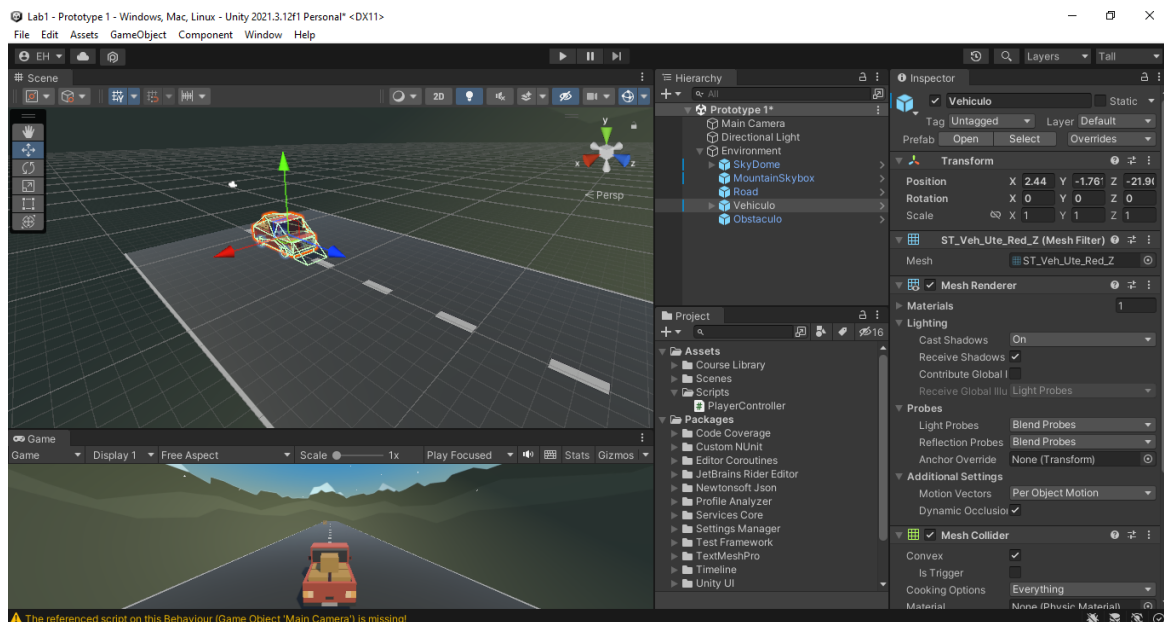 Lab1 - Prototype 1 - Windows, Mac, Linux - Unity 2021.3.12f1 Personal* <DX11>
File Edit Assets GameObject Component Window Help
EH Layers Tall
# Scene
2D
y
x
z
Persp
Game
Game Display 1 Free Aspect Scale 1x Play Focused Stats Gizmos
Hierarchy
All
Prototype 1*
Main Camera
Directional Light
Environment
SkyDome
MountainSkybox
Road
Vehiculo
Obstaculo
Project
16
Assets
Course Library
Scenes
Scripts
PlayerController
Packages
Code Coverage
Custom NUnit
Editor Coroutines
JetBrains Rider Editor
Newtonsoft Json
Profile Analyzer
Services Core
Settings Manager
Test Framework
TextMeshPro
Timeline
Unity UI
Inspector
Vehiculo Static
Tag Untagged Layer Default
Prefab Open Select Overrides
Transform
Position X 2.44 Y -1.761 Z -21.90
Rotation X 0 Y 0 Z 0
Scale X 1 Y 1 Z 1
ST_Veh_Ute_Red_Z (Mesh Filter)
Mesh ST_Veh_Ute_Red_Z
Mesh Renderer
Materials 1
Lighting
Cast Shadows On
Receive Shadows
Contribute Global I
Receive Global Illu Light Probes
Probes
Light Probes Blend Probes
Reflection Probes Blend Probes
Anchor Override None (Transform)
Additional Settings
Motion Vectors Per Object Motion
Dynamic Occlusion
Mesh Collider
Convex
Is Trigger
Cooking Options Everything
Material None (Physic Material)
The referenced script on this Behaviour (Game Object 'Main Camera') is missing!